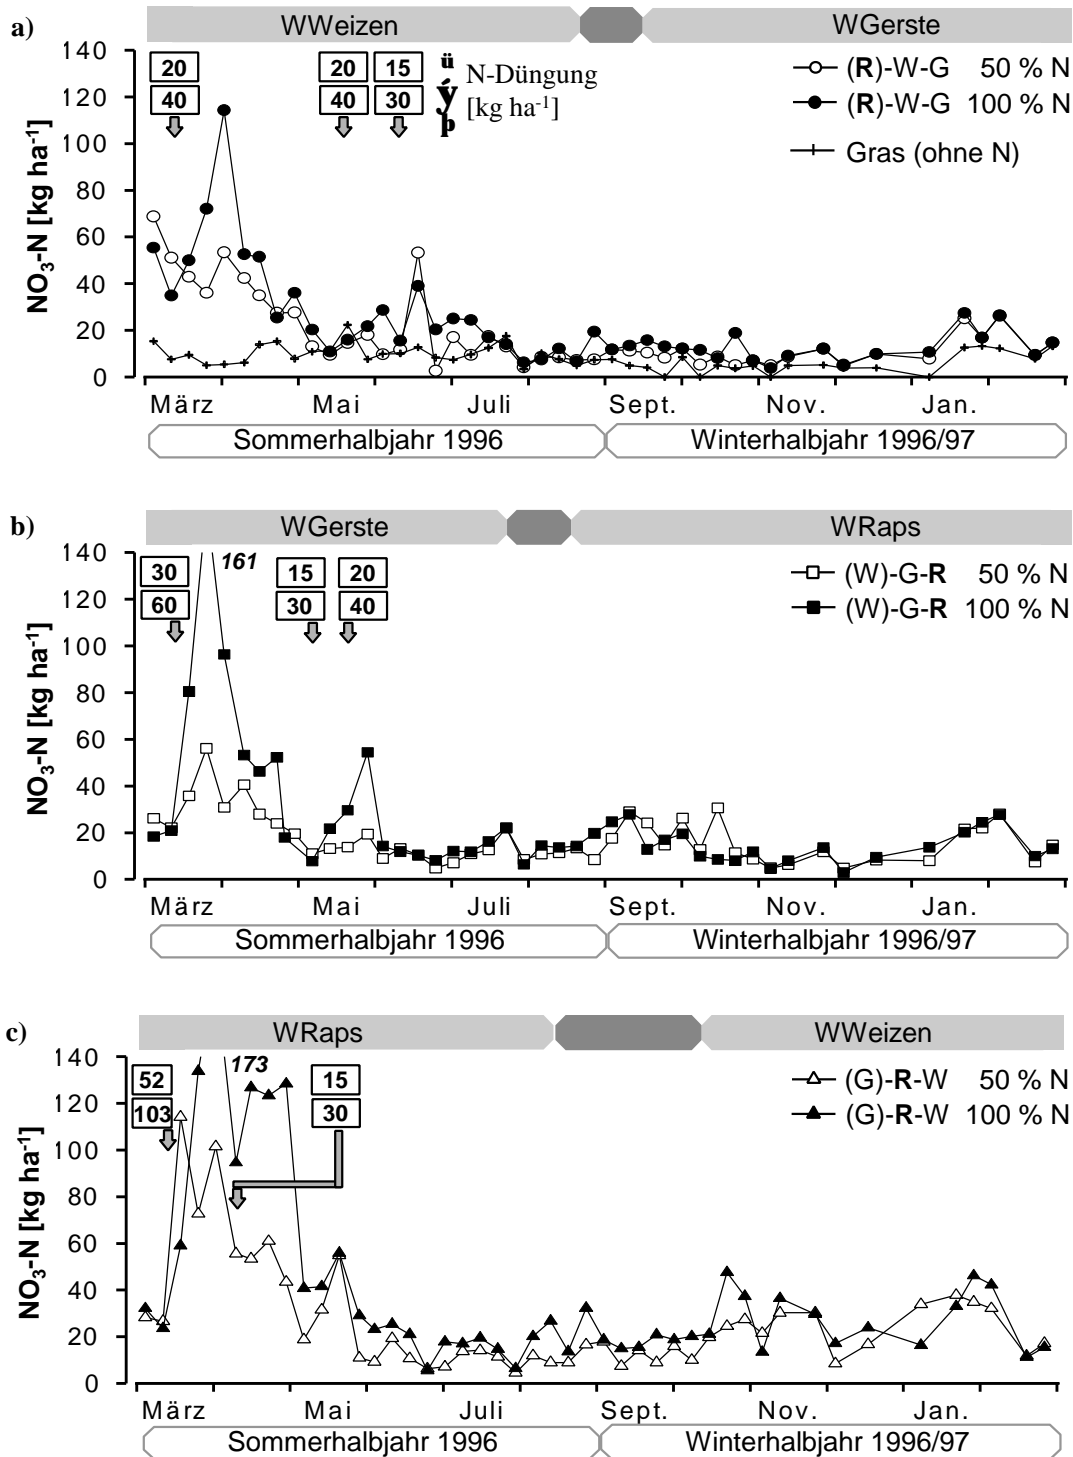 a) WWeizen WGerste
140
120
100
80
60
40
20
0
NO₃-N [kg ha⁻¹]
20 20 15
40 40 30
ü
ý
þ
N-Düngung
[kg ha⁻¹]
(R)-W-G 50 % N
(R)-W-G 100 % N
Gras (ohne N)
März Mai Juli Sept. Nov. Jan.
Sommerhalbjahr 1996 Winterhalbjahr 1996/97
b) WGerste WRaps
140
120
100
80
60
40
20
0
NO₃-N [kg ha⁻¹]
161
30 15 20
60 30 40
(W)-G-R 50 % N
(W)-G-R 100 % N
März Mai Juli Sept. Nov. Jan.
Sommerhalbjahr 1996 Winterhalbjahr 1996/97
c) WRaps WWeizen
140
120
100
80
60
40
20
0
NO₃-N [kg ha⁻¹]
173
52 15
103 30
(G)-R-W 50 % N
(G)-R-W 100 % N
März Mai Juli Sept. Nov. Jan.
Sommerhalbjahr 1996 Winterhalbjahr 1996/97